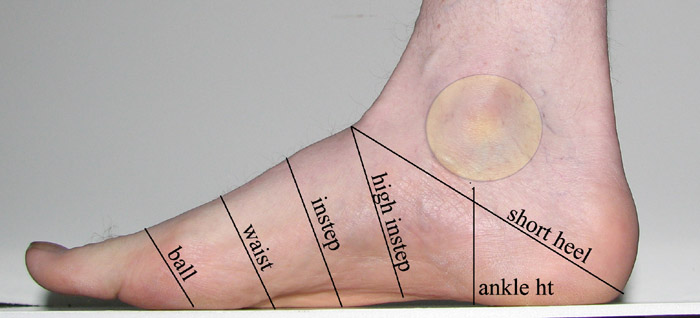 ball
waist
instep
high instep
short heel
ankle ht